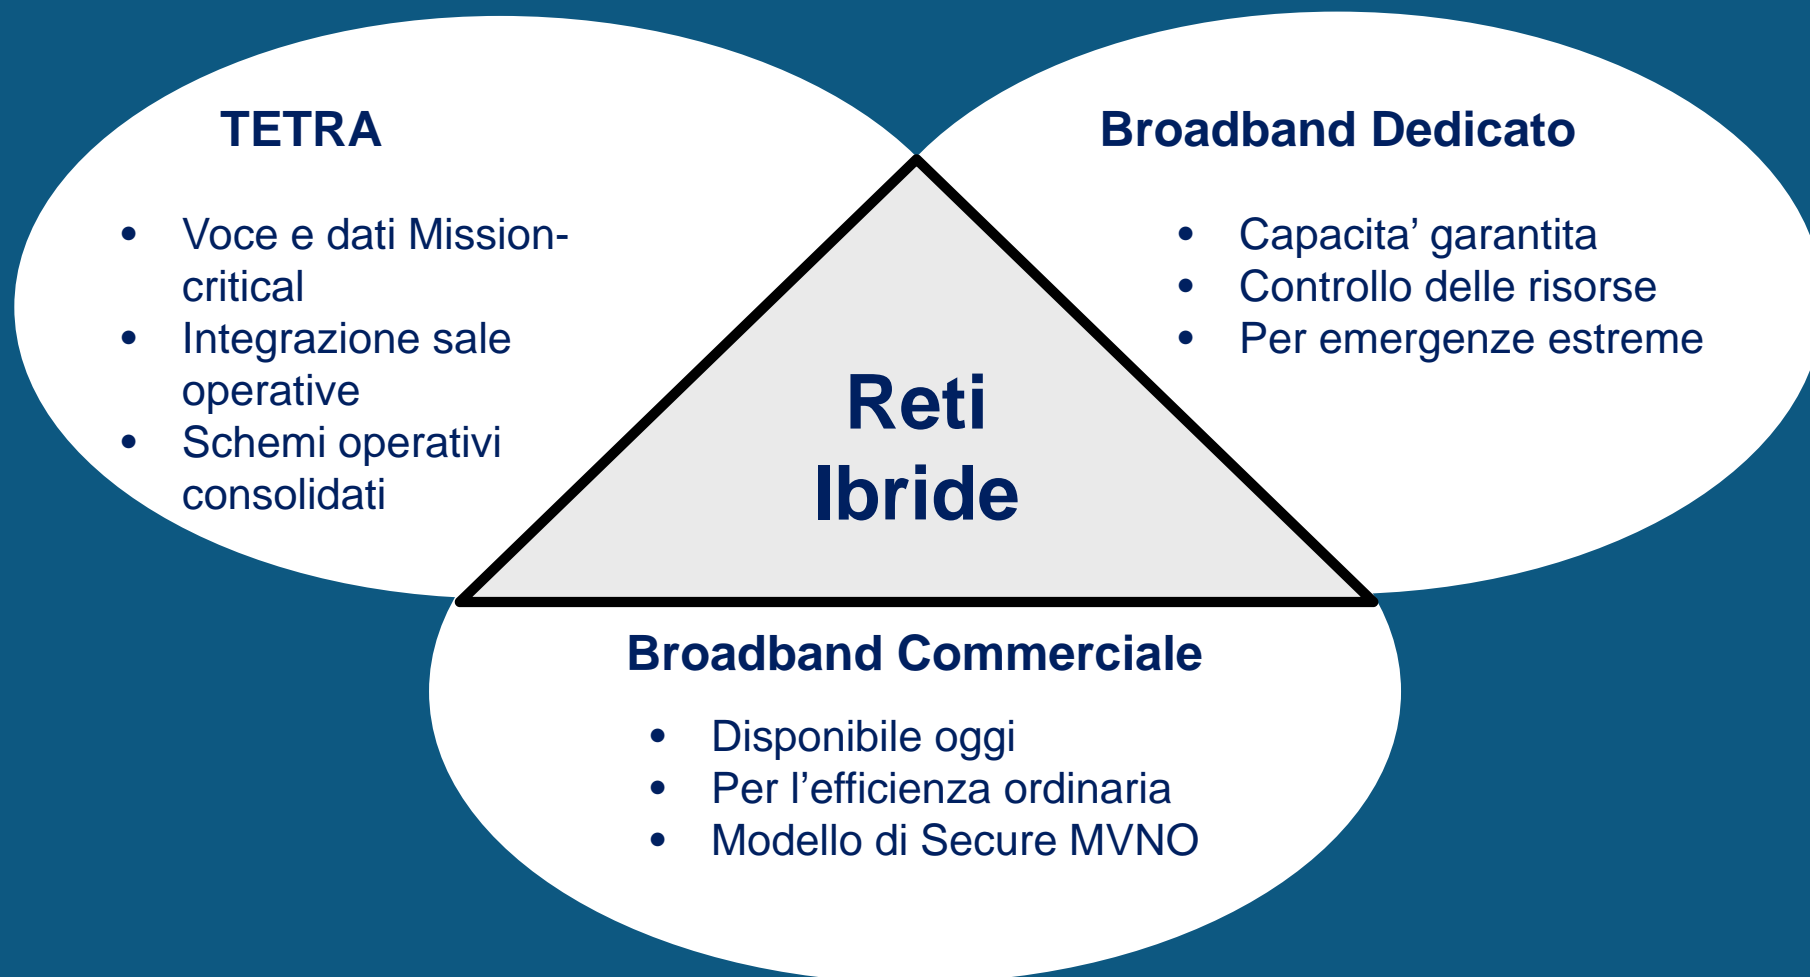 TETRA
• Voce e dati Mission-
critical
• Integrazione sale
operative
• Schemi operativi
consolidati
Broadband Dedicato
• Capacita’ garantita
• Controllo delle risorse
• Per emergenze estreme
Reti
Ibride
Broadband Commerciale
• Disponibile oggi
• Per l’efficienza ordinaria
• Modello di Secure MVNO